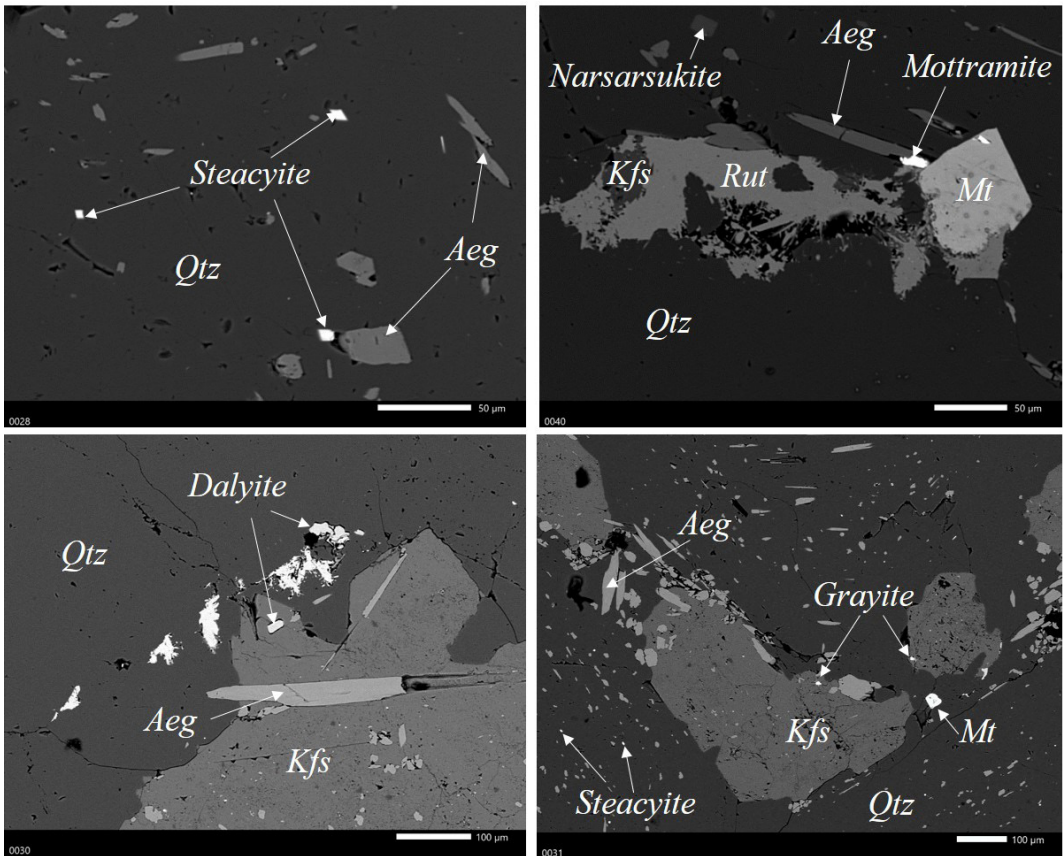 Steacyite
Aeg
Qtz
50 µm
0028
Aeg
Narsarsukite
Mottramite
Kfs
Rut
Mt
Qtz
50 µm
0040
Dalyite
Qtz
Aeg
Kfs
100 µm
0030
Aeg
Grayite
Kfs
Mt
Steacyite
Qtz
100 µm
0031